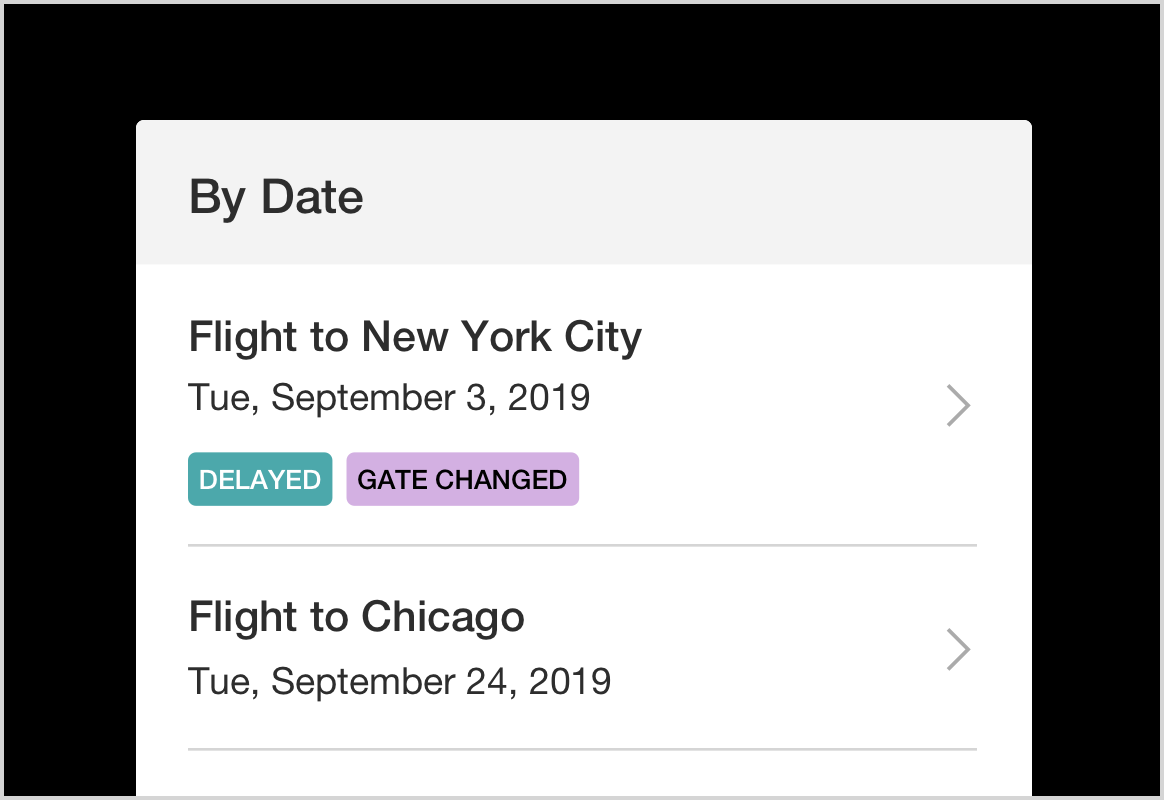 By Date
Flight to New York City
Tue, September 3, 2019
DELAYED GATE CHANGED
Flight to Chicago
Tue, September 24, 2019